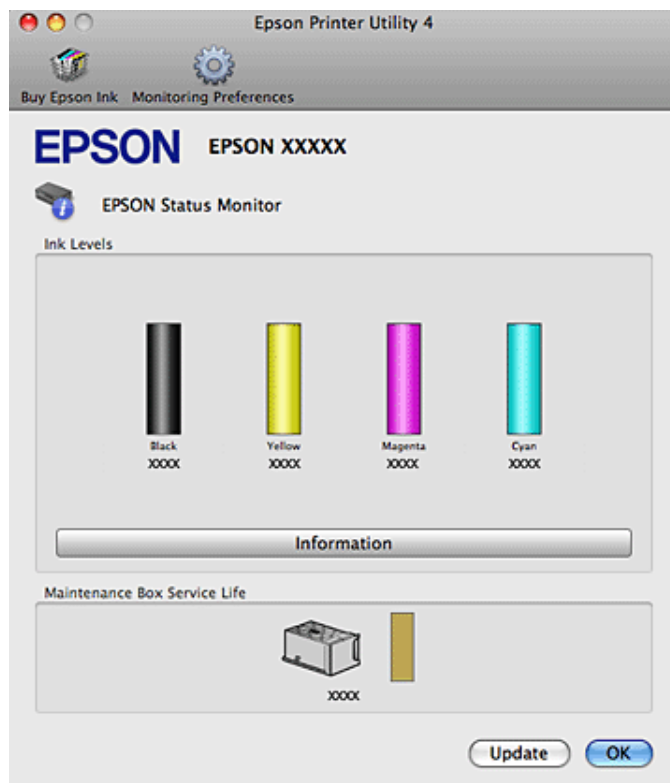 Epson Printer Utility 4
Buy Epson Ink Monitoring Preferences
EPSON EPSON XXXXX
i EPSON Status Monitor
Ink Levels
Black Yellow Magenta Cyan
XXXX XXXX XXXX XXXX
Information
Maintenance Box Service Life
XXXX
Update OK